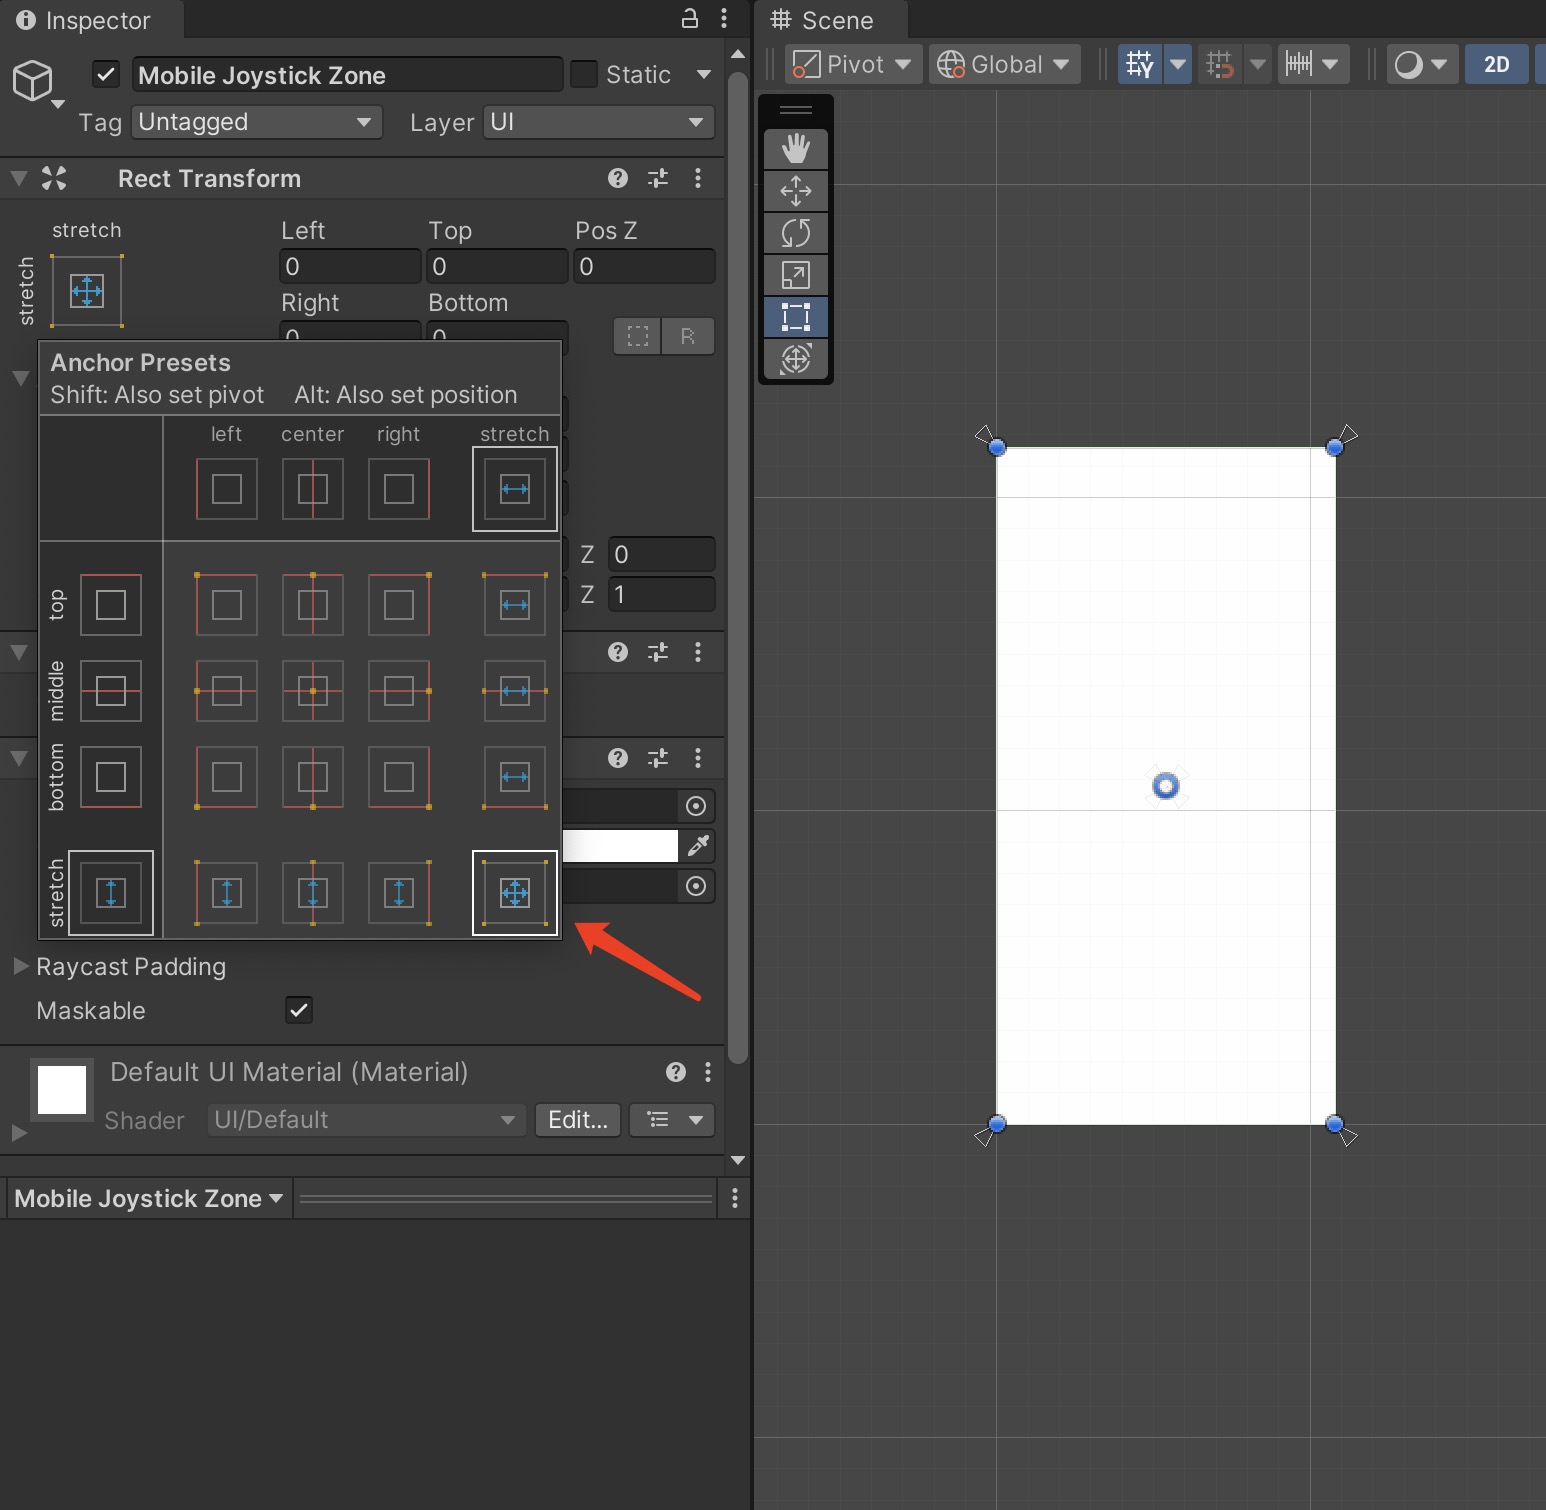 Inspector
Mobile Joystick Zone
Static
Tag
Untagged
Layer
UI
Rect Transform
stretch
stretch
Left
Top
Pos Z
0
0
0
Right
Bottom
R
Anchor Presets
Shift: Also set pivot
Alt: Also set position
left
center
right
stretch
top
middle
bottom
stretch
Z
0
Z
1
Raycast Padding
Maskable
Default UI Material (Material)
Shader
UI/Default
Edit...
Mobile Joystick Zone
Scene
Pivot
Global
2D